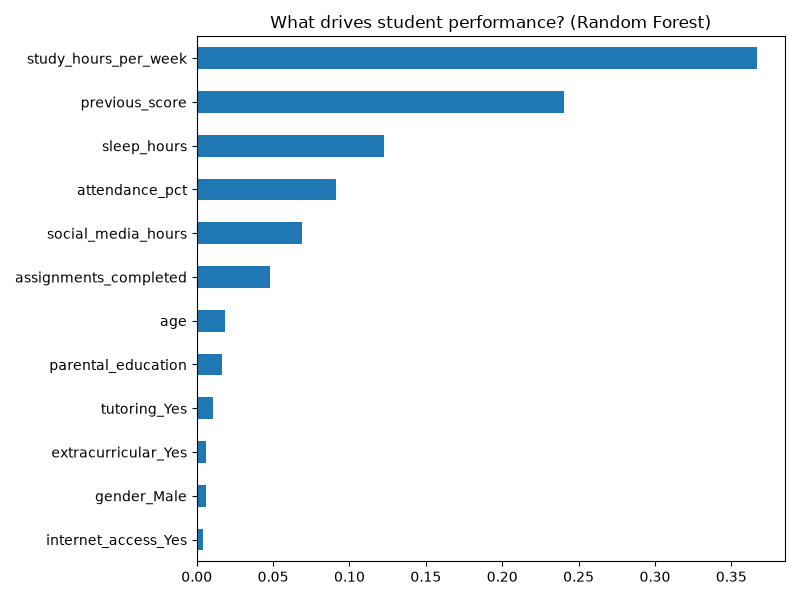 What drives student performance? (Random Forest)
study_hours_per_week
previous_score
sleep_hours
attendance_pct
social_media_hours
assignments_completed
age
parental_education
tutoring_Yes
extracurricular_Yes
gender_Male
internet_access_Yes
0.00 0.05 0.10 0.15 0.20 0.25 0.30 0.35